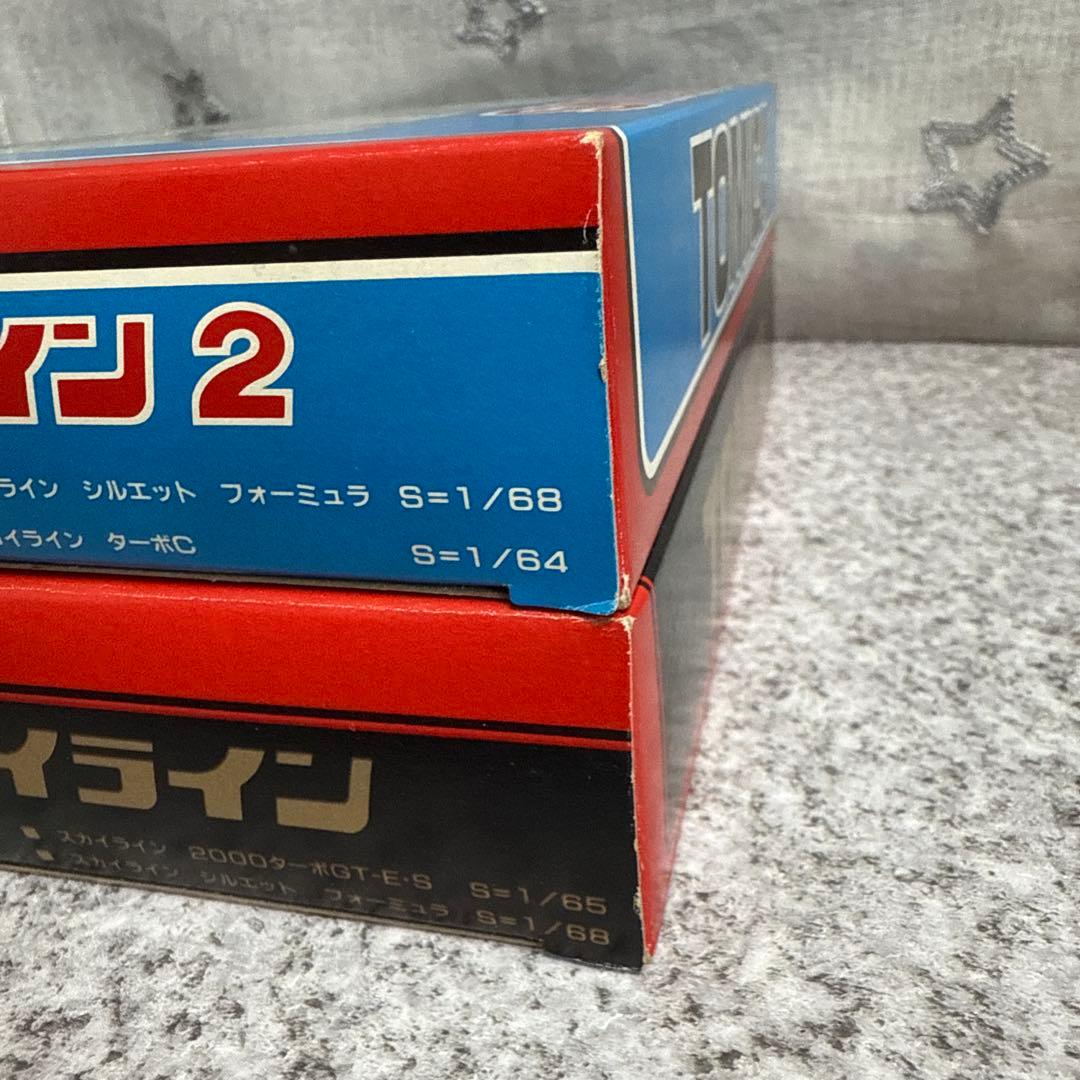 イン 2
ライン シルエット フォーミュラ S=1/68
イライン ターボC S=1/64
TOMI
イライン
■ スカイライン 2000ターボGT-E・S S=1/65
■ スカイライン シルエット フォーミュラ S=1/68